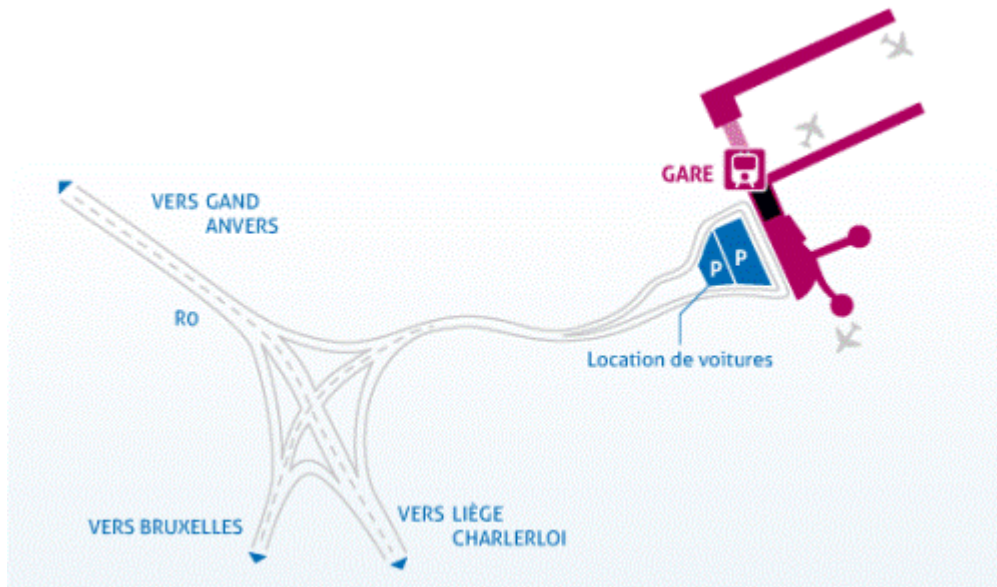 GARE
VERS GAND
ANVERS
P
P
R0
Location de voitures
VERS BRUXELLES
VERS LIÈGE
CHARLERLOI